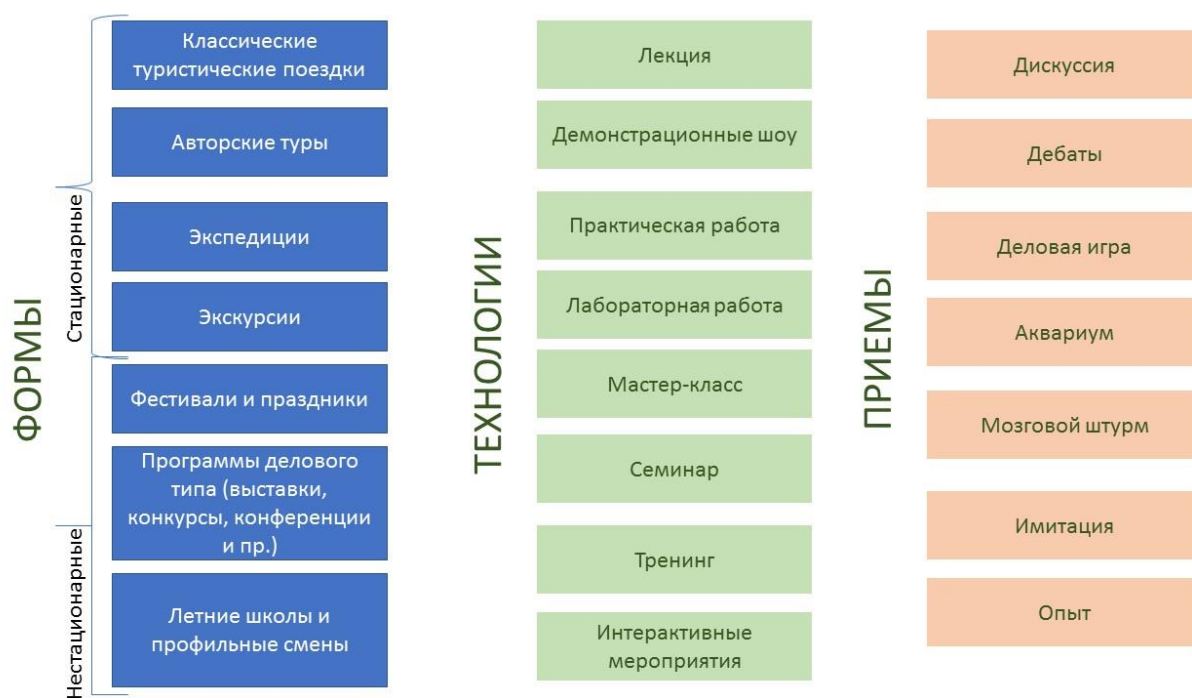 ФОРМЫ
Стационарные
Нестационарные
Классические
туристические поездки
Авторские туры
Экспедиции
Экскурсии
Фестивали и праздники
Программы делового
типа (выставки,
конкурсы, конференции
и пр.)
Летние школы и
профильные смены
ТЕХНОЛОГИИ
Лекция
Демонстрационные шоу
Практическая работа
Лабораторная работа
Мастер-класс
Семинар
Тренинг
Интерактивные
мероприятия
ПРИЕМЫ
Дискуссия
Дебаты
Деловая игра
Аквариум
Мозговой штурм
Имитация
Опыт